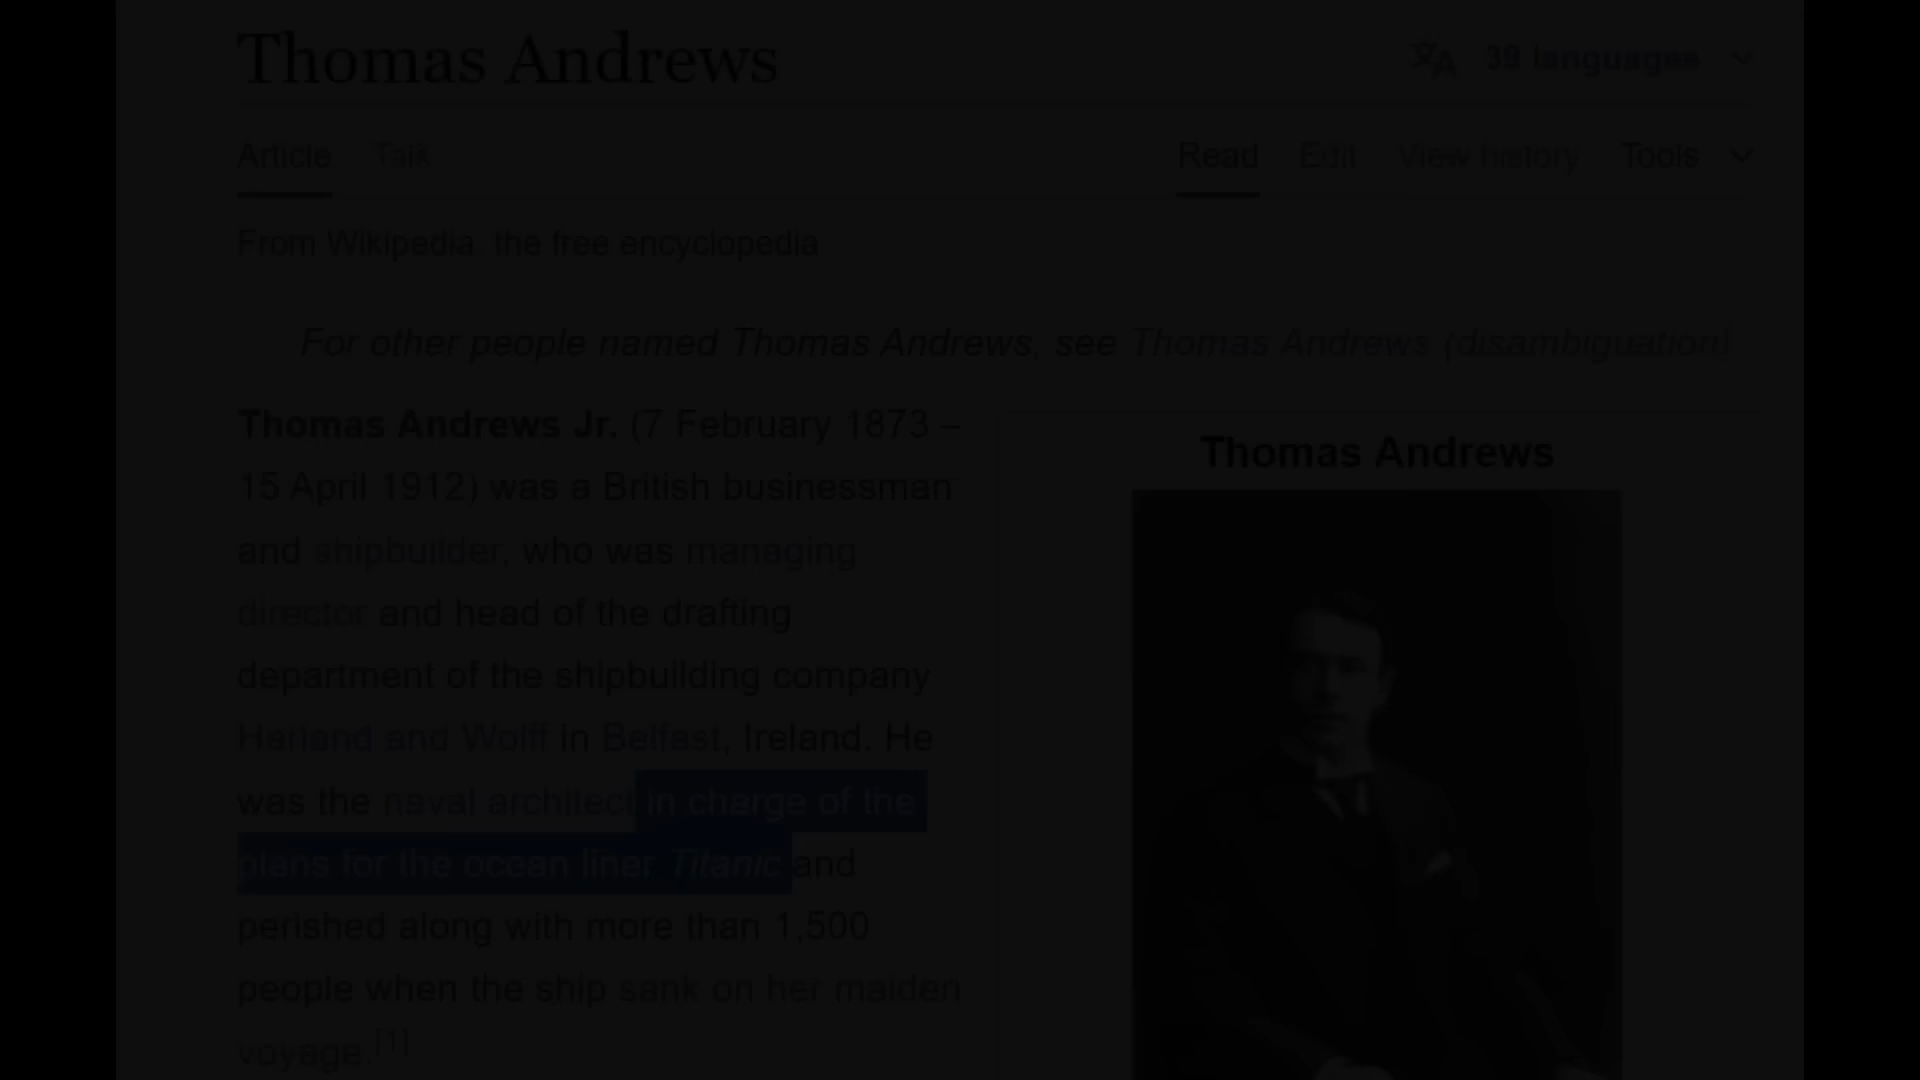 Thomas Andrews
39 languages
Article Talk
Read Edit View history Tools
From Wikipedia, the free encyclopedia
For other people named Thomas Andrews, see Thomas Andrews (disambiguation)
Thomas Andrews Jr. (7 February 1873 –
15 April 1912) was a British businessman
and shipbuilder, who was managing
director and head of the drafting
department of the shipbuilding company
Harland and Wolff in Belfast, Ireland. He
was the naval architect in charge of the
plans for the ocean liner Titanic and
perished along with more than 1,500
people when the ship sank on her maiden
voyage.[1]
Thomas Andrews